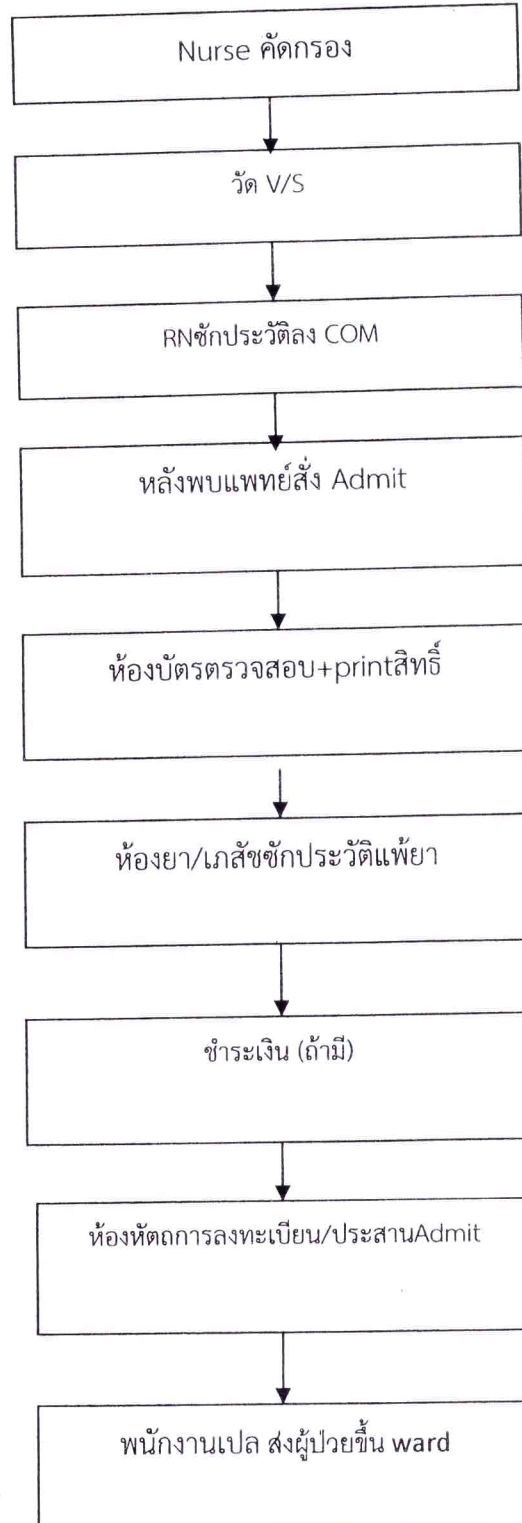 Nurse คัดกรอง
วัด V/S
RNซักประวัติลง COM
หลังพบแพทย์สั่ง Admit
ห้องบัตรตรวจสอบ+printสิทธิ์
ห้องยา/เภสัชซักประวัติแพ้ยา
ชำระเงิน (ถ้ามี)
ห้องหัตถการลงทะเบียน/ประสานAdmit
พนักงานเปล ส่งผู้ป่วยขึ้น ward